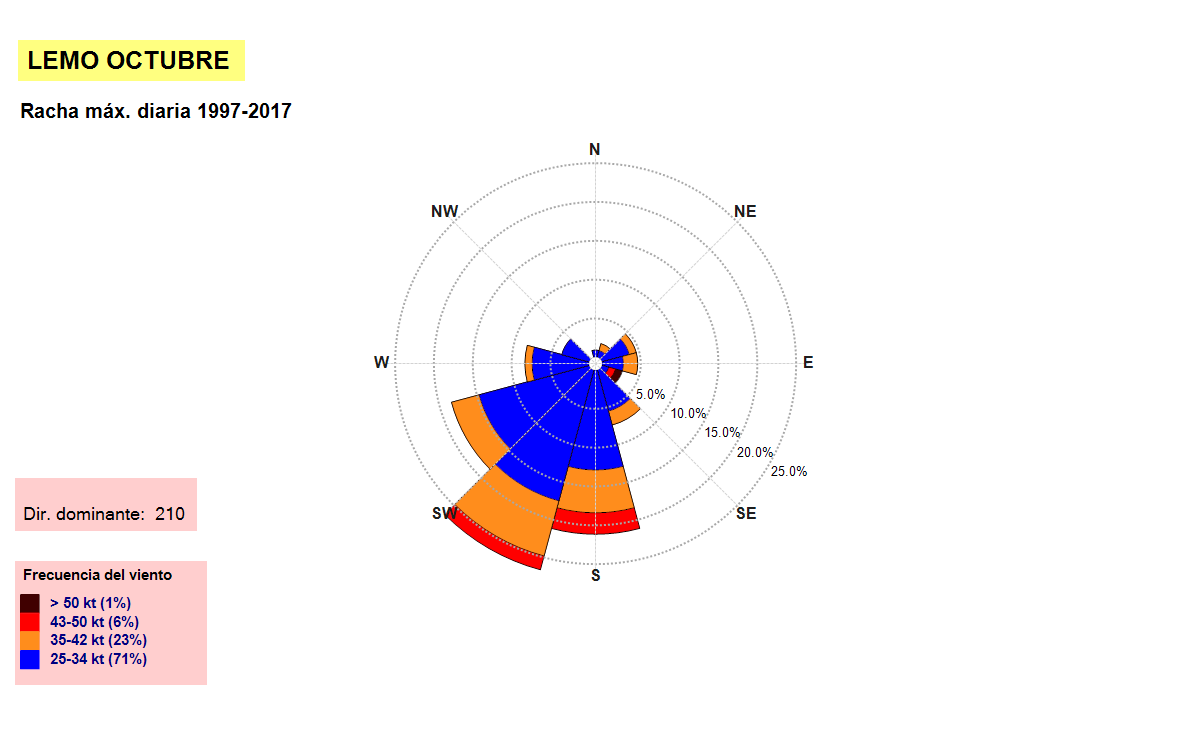 LEMO OCTUBRE
Racha máx. diaria 1997-2017
N
NW
NE
W
E
5.0%
10.0%
15.0%
20.0%
25.0%
SW
SE
S
Dir. dominante: 210
Frecuencia del viento
> 50 kt (1%)
43-50 kt (6%)
35-42 kt (23%)
25-34 kt (71%)